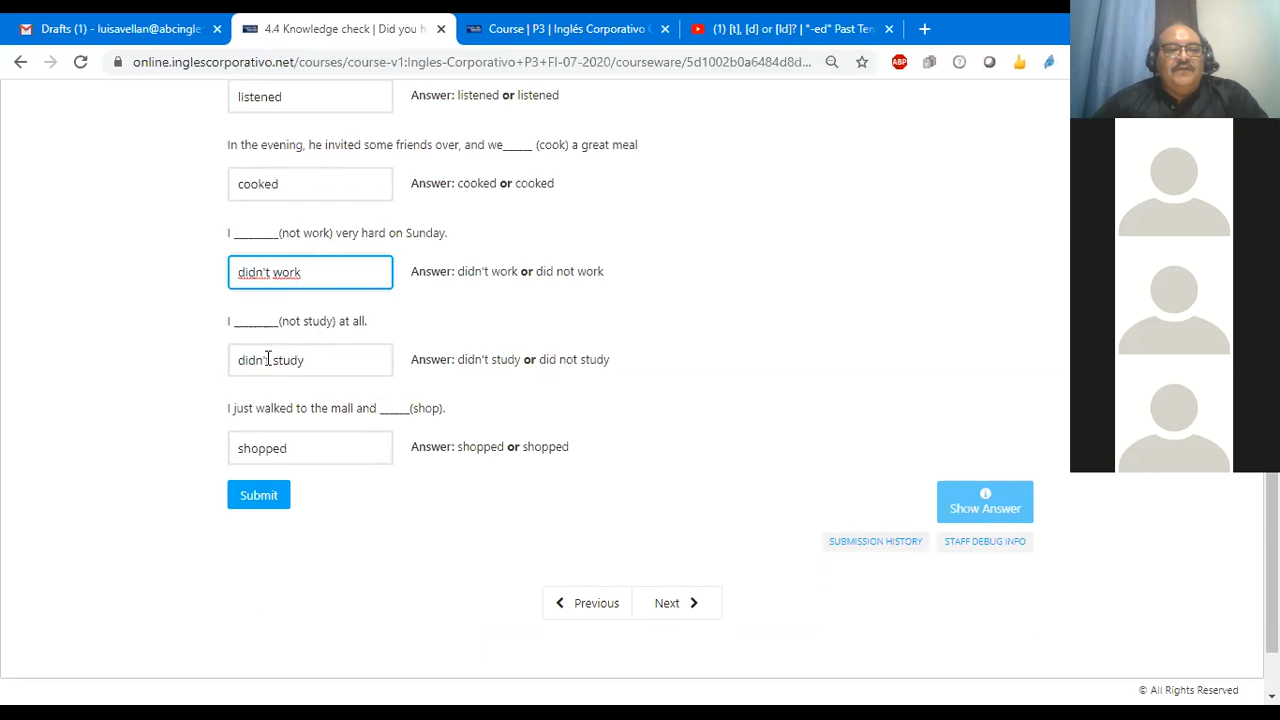 Drafts (1) - luisavellan@abcingle
4.4 Knowledge check | Did you h
Course | P3 | Inglés Corporativo C
(1) [t], [d] or [Id]? | "-ed" Past Ten
online.inglescorporativo.net/courses/course-v1:Ingles-Corporativo+P3+FI-07-2020/courseware/5d1002b0a6484d8d...
ABP
listened
Answer: listened or listened
In the evening, he invited some friends over, and we_____ (cook) a great meal
cooked
Answer: cooked or cooked
I ________(not work) very hard on Sunday.
didn't work
Answer: didn't work or did not work
I ________(not study) at all.
didn't study
Answer: didn't study or did not study
I just walked to the mall and _____(shop).
shopped
Answer: shopped or shopped
Submit
Show Answer
SUBMISSION HISTORY
STAFF DEBUG INFO
Previous
Next
© All Rights Reserved